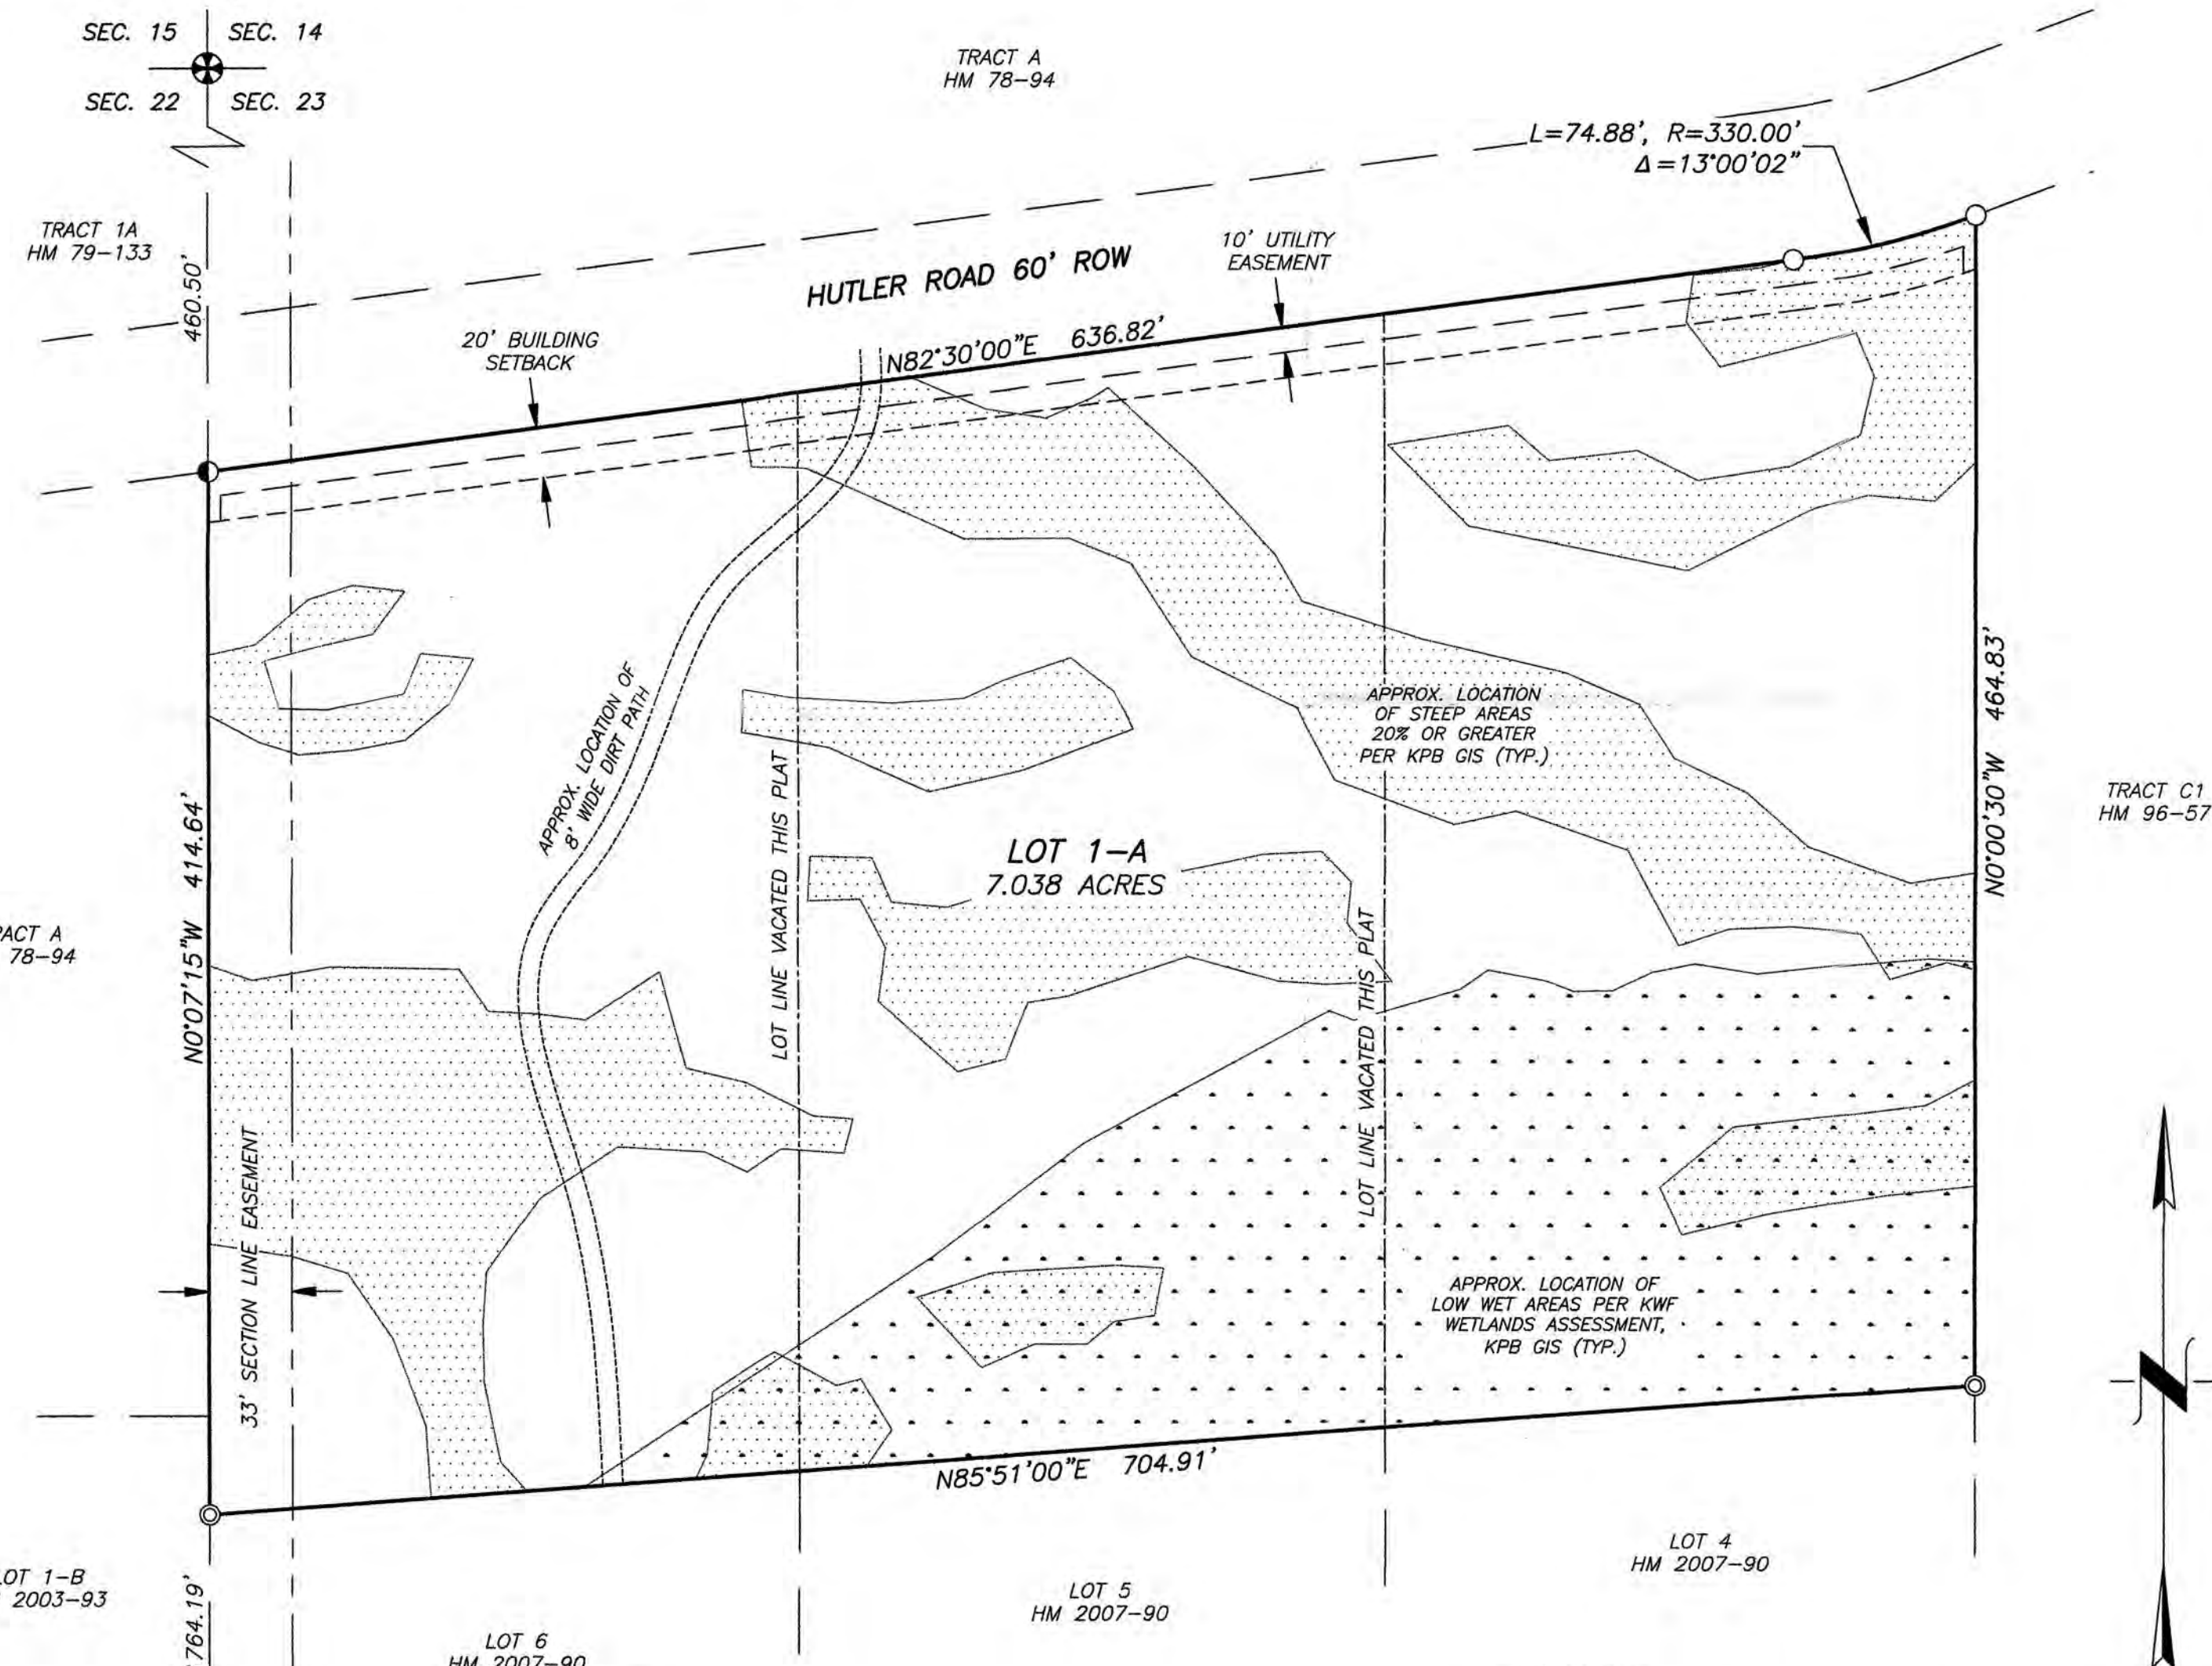 SEC. 15 SEC. 14
SEC. 22 SEC. 23
TRACT A
HM 78-94
L=74.88', R=330.00'
Δ=13°00'02"
TRACT 1A
HM 79-133
460.50'
10' UTILITY
EASEMENT
HUTLER ROAD 60' ROW
20' BUILDING
SETBACK
N82°30'00"E 636.82'
APPROX. LOCATION OF
8' WIDE DIRT PATH
APPROX. LOCATION
OF STEEP AREAS
20% OR GREATER
PER KPB GIS (TYP.)
N0°00'30"W 464.83'
TRACT C1
HM 96-57
N0°07'15"W 414.64'
LOT LINE VACATED THIS PLAT
LOT 1-A
7.038 ACRES
LOT LINE VACATED THIS PLAT
A
78-94
33' SECTION LINE EASEMENT
APPROX. LOCATION OF
LOW WET AREAS PER KWF
WETLANDS ASSESSMENT,
KPB GIS (TYP.)
N85°51'00"E 704.91'
N
1-B
2003-93
764.19'
LOT 6
HM 2007-90
LOT 5
HM 2007-90
LOT 4
HM 2007-90